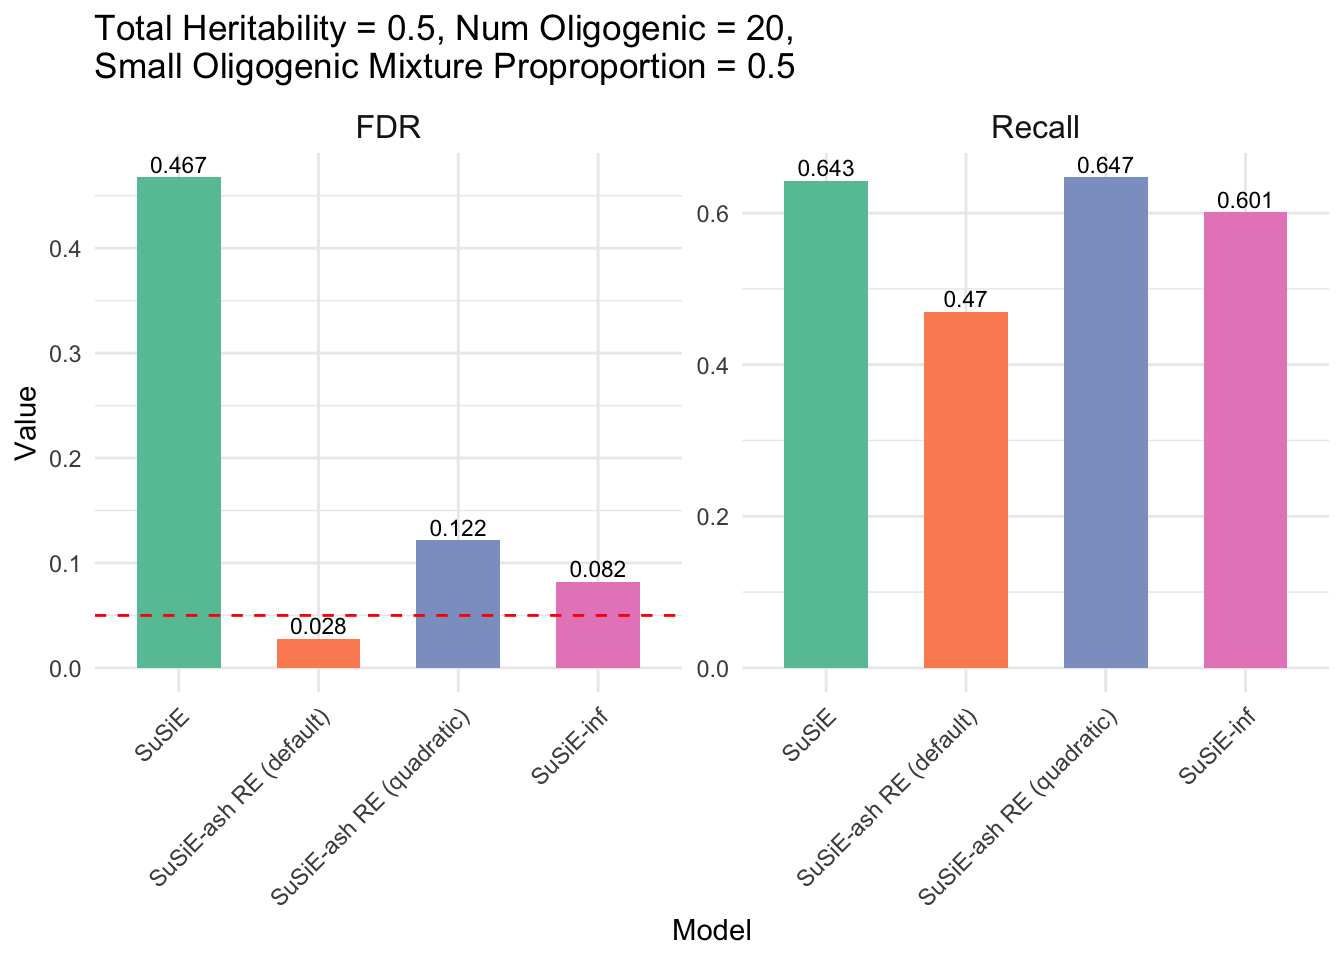 Total Heritability = 0.5, Num Oligogenic = 20,
Small Oligogenic Mixture Proproportion = 0.5
FDR
Recall
Value
0.4
0.3
0.2
0.1
0.0
0.467
0.028
0.122
0.082
0.6
0.4
0.2
0.0
0.643
0.47
0.647
0.601
SuSiE
SuSiE-ash RE (default)
SuSiE-ash RE (quadratic)
SuSiE-inf
SuSiE
SuSiE-ash RE (default)
SuSiE-ash RE (quadratic)
SuSiE-inf
Model